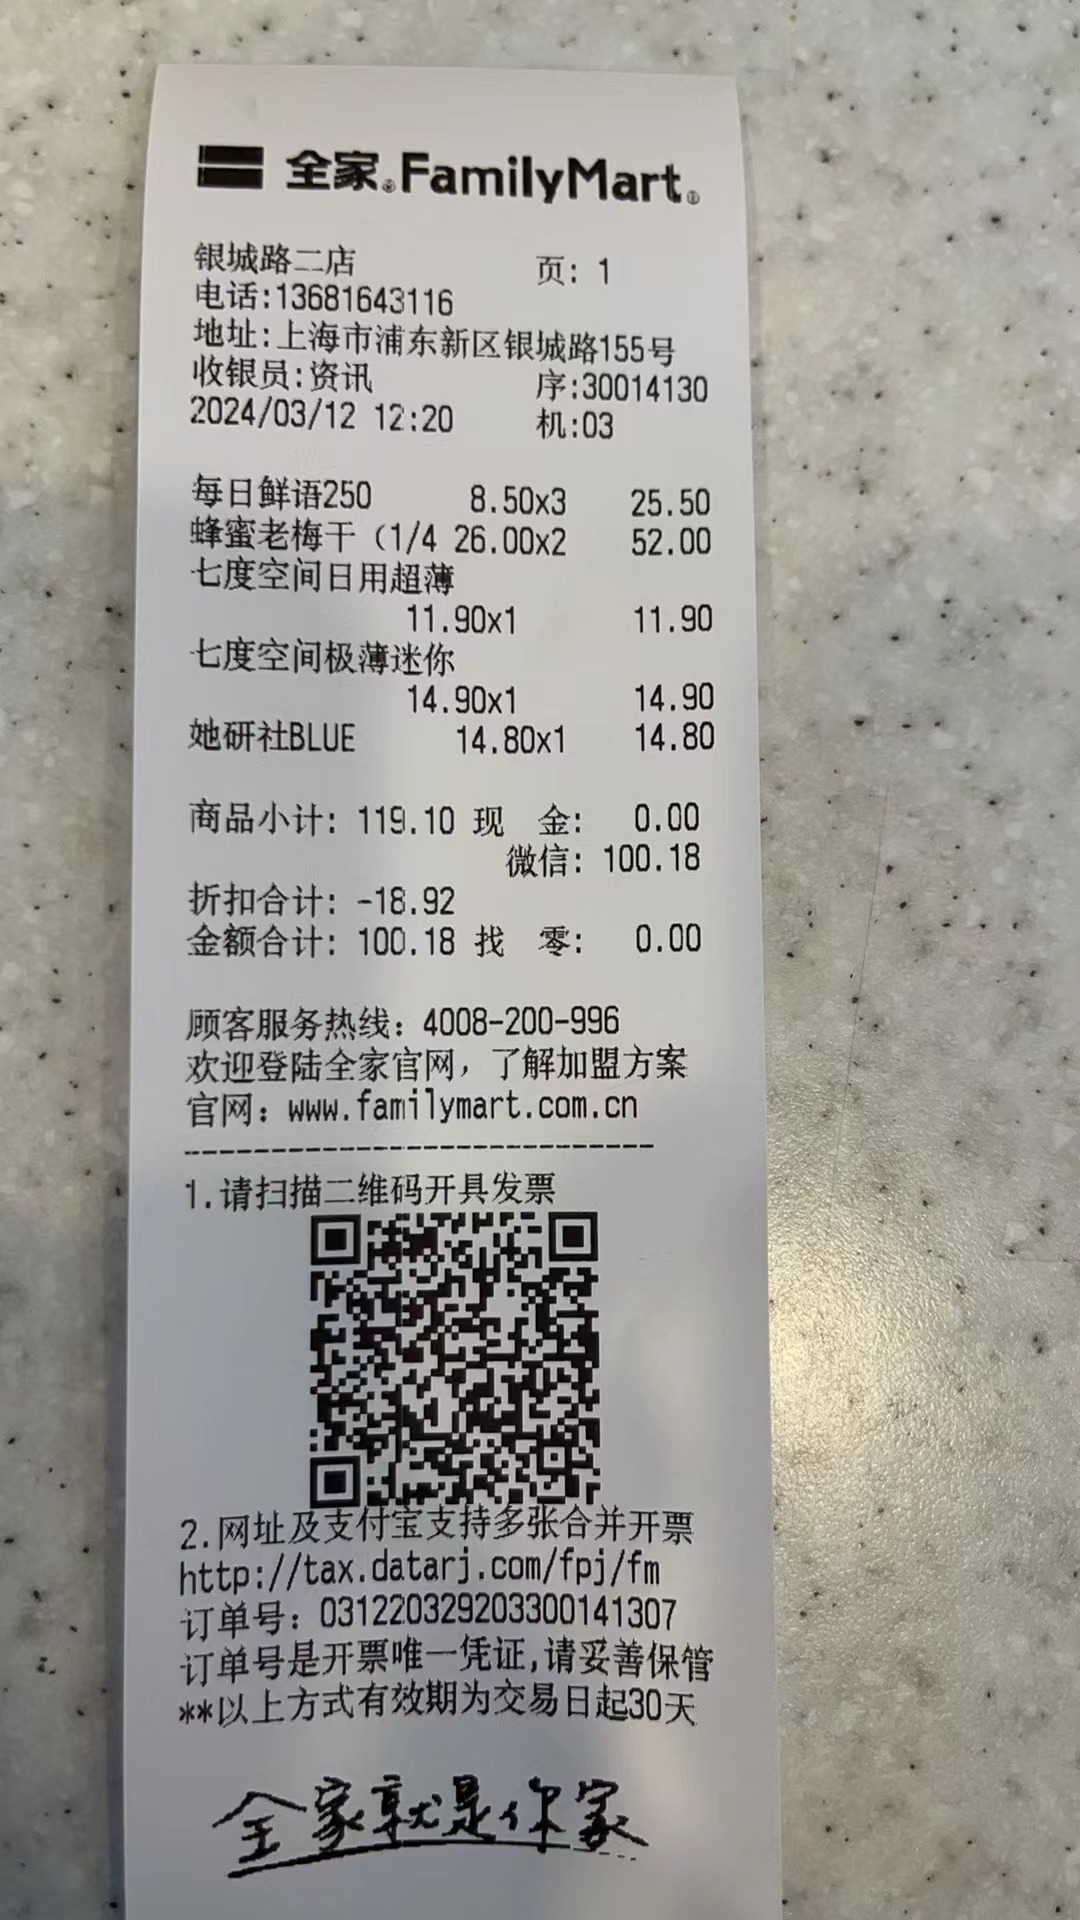 全家®FamilyMart®
银城路二店 页: 1
电话:13681643116
地址:上海市浦东新区银城路155号
收银员:资讯 序:30014130
2024/03/12 12:20 机:03
每日鲜语250 8.50x3 25.50
蜂蜜老梅干（1/4 26.00x2 52.00
七度空间日用超薄
11.90x1 11.90
七度空间极薄迷你
14.90x1 14.90
她研社BLUE 14.80x1 14.80
商品小计: 119.10 现 金: 0.00
微信: 100.18
折扣合计: -18.92
金额合计: 100.18 找 零: 0.00
顾客服务热线：4008-200-996
欢迎登陆全家官网，了解加盟方案
官网：www.familymart.com.cn
----------------------------
1.请扫描二维码开具发票
2.网址及支付宝支持多张合并开票
http://tax.datarj.com/fpj/fm
订单号：031220329203300141307
订单号是开票唯一凭证,请妥善保管
**以上方式有效期为交易日起30天
全家就是你家